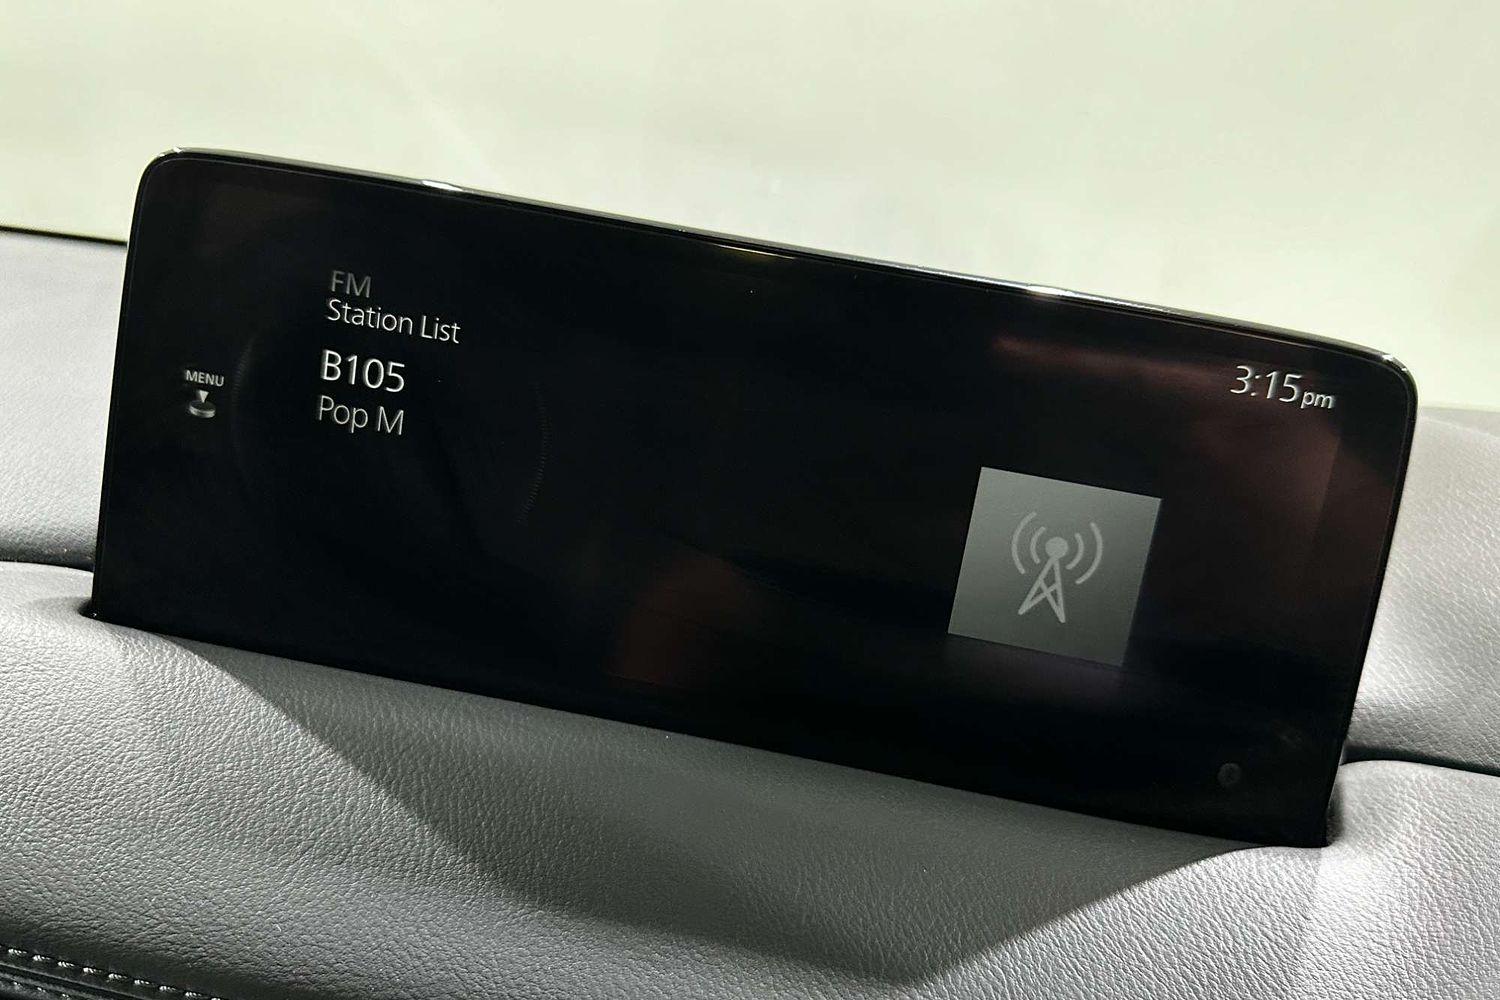 FM
Station List
B105
Pop M
MENU
3:15pm